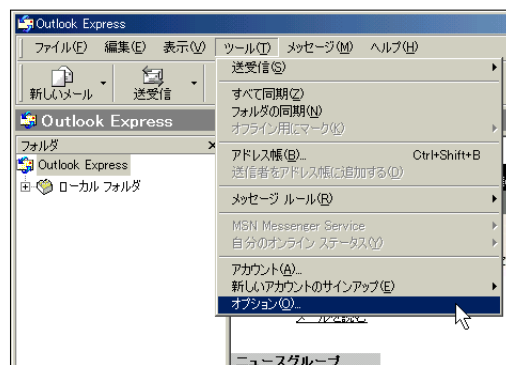 Outlook Express
ファイル(F) 編集(E) 表示(V) ツール(T) メッセージ(M) ヘルプ(H)
新しいメール 送受信
Outlook Express
フォルダ ×
Outlook Express
ローカル フォルダ
送受信(S)
すべて同期(Z)
フォルダの同期(N)
オフライン用にマーク(K)
アドレス帳(B)... Ctrl+Shift+B
送信者をアドレス帳に追加する(D)
メッセージ ルール(R)
MSN Messenger Service
自分のオンライン ステータス(Y)
アカウント(A)...
新しいアカウントのサインアップ(E)
オプション(O)...
メールを読む
ニュースグループ